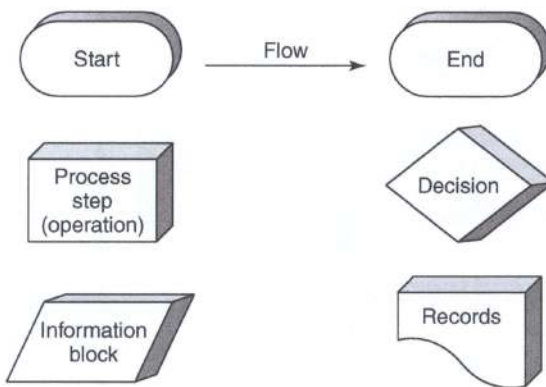 Start
Flow
End
Process
step
(operation)
Decision
Information
block
Records